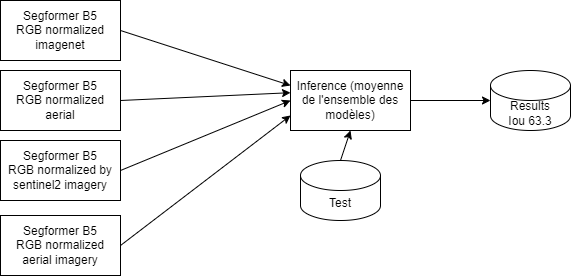 Segformer B5
RGB normalized
imagenet
Segformer B5
RGB normalized
aerial
Segformer B5
RGB normalized by
sentinel2 imagery
Segformer B5
RGB normalized
aerial imagery
Inference (moyenne
de l'ensemble des
modèles)
Test
Results
Iou 63.3